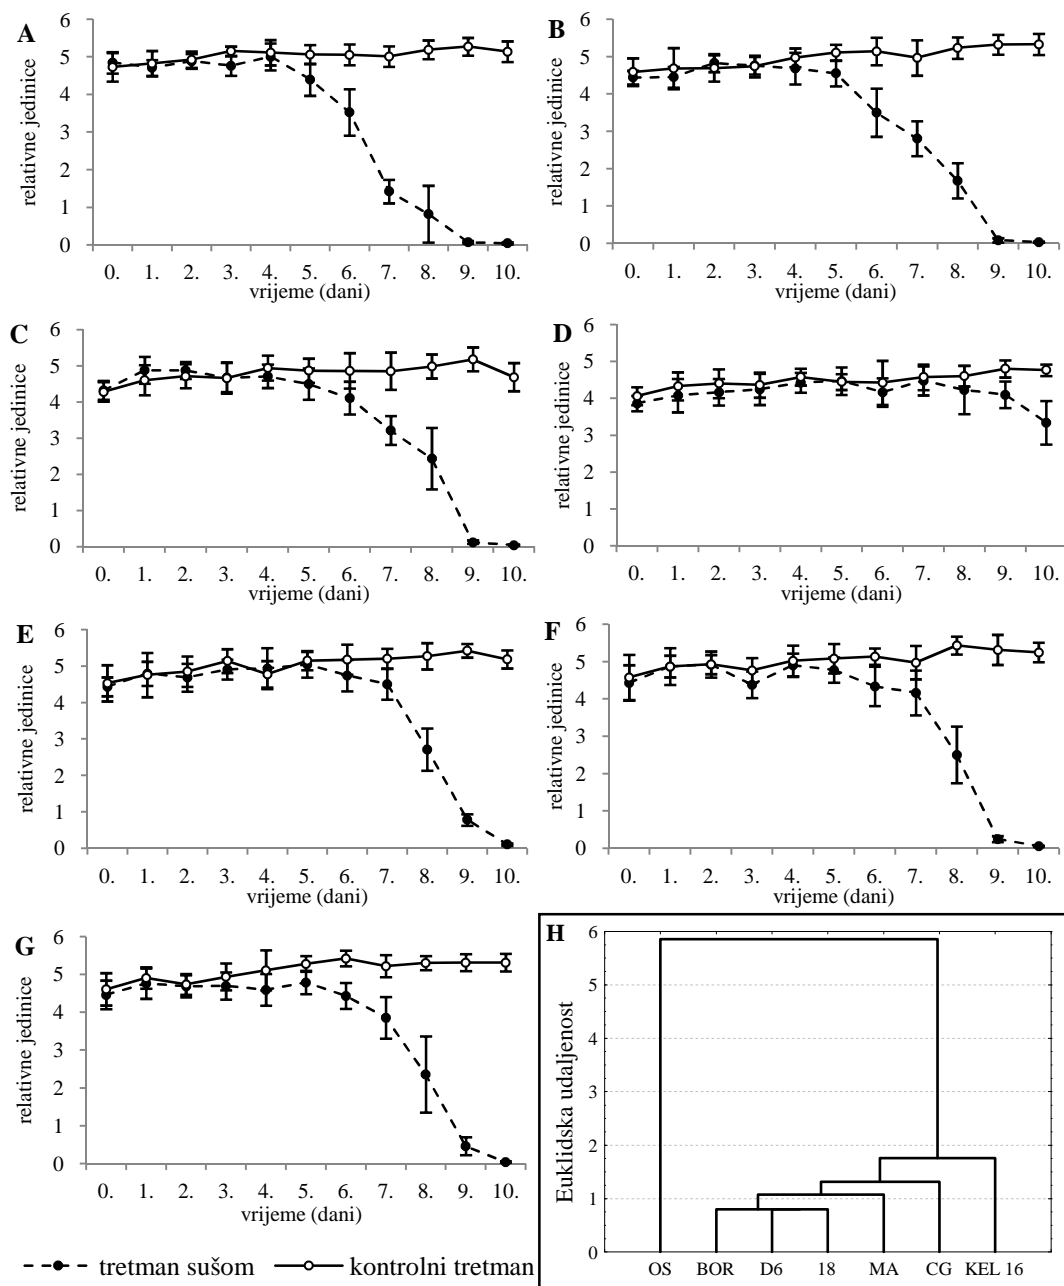 A
relativne jedinice
6
5
4
3
2
1
0
0. 1. 2. 3. 4. 5. 6. 7. 8. 9. 10.
vrijeme (dani)
B
relativne jedinice
6
5
4
3
2
1
0
0. 1. 2. 3. 4. 5. 6. 7. 8. 9. 10.
vrijeme (dani)
C
relativne jedinice
6
5
4
3
2
1
0
0. 1. 2. 3. 4. 5. 6. 7. 8. 9. 10.
vrijeme (dani)
D
relativne jedinice
6
5
4
3
2
1
0
0. 1. 2. 3. 4. 5. 6. 7. 8. 9. 10.
vrijeme (dani)
E
relativne jedinice
6
5
4
3
2
1
0
0. 1. 2. 3. 4. 5. 6. 7. 8. 9. 10.
vrijeme (dani)
F
relativne jedinice
6
5
4
3
2
1
0
0. 1. 2. 3. 4. 5. 6. 7. 8. 9. 10.
vrijeme (dani)
G
relativne jedinice
6
5
4
3
2
1
0
0. 1. 2. 3. 4. 5. 6. 7. 8. 9. 10.
vrijeme (dani)
H
Euklidska udaljenost
6
5
4
3
2
1
0
OS BOR D6 18 MA CG KEL 16
tretman sušom kontrolni tretman